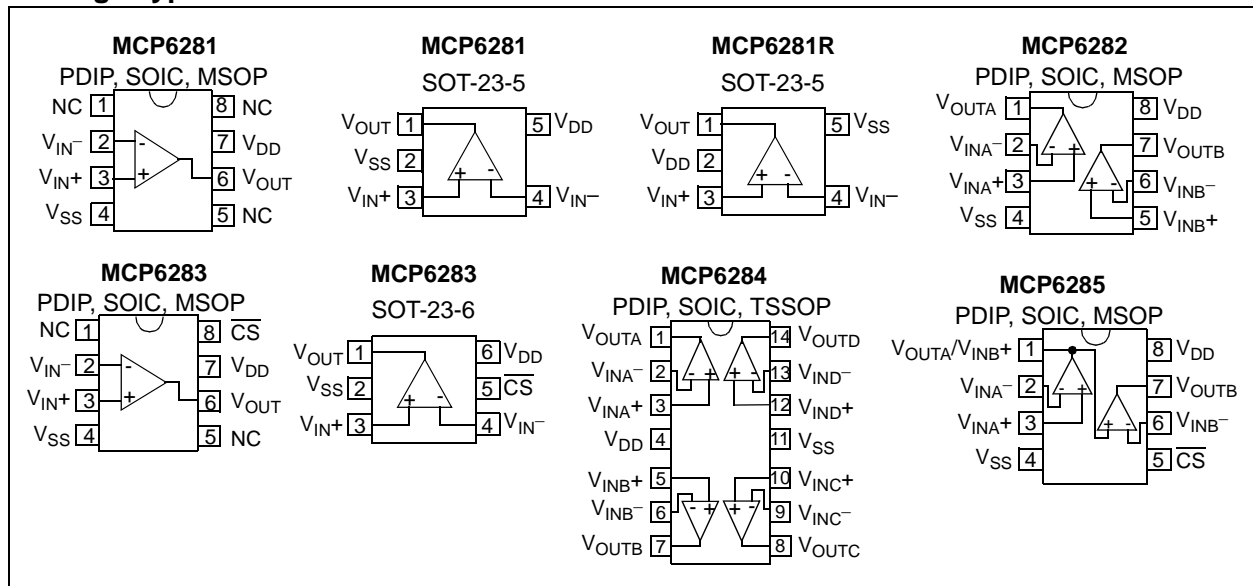 MCP6281
PDIP, SOIC, MSOP
NC 1 8 NC
VIN– 2 - 7 VDD
VIN+ 3 + 6 VOUT
VSS 4 5 NC
MCP6281
SOT-23-5
VOUT 1 5 VDD
VSS 2
VIN+ 3 + - 4 VIN–
MCP6281R
SOT-23-5
VOUT 1 5 VSS
VDD 2
VIN+ 3 + - 4 VIN–
MCP6282
PDIP, SOIC, MSOP
VOUTA 1 8 VDD
VINA– 2 - + 7 VOUTB
VINA+ 3 + - 6 VINB–
VSS 4 5 VINB+
MCP6283
PDIP, SOIC, MSOP
NC 1 8 CS
VIN– 2 - 7 VDD
VIN+ 3 + 6 VOUT
VSS 4 5 NC
MCP6283
SOT-23-6
VOUT 1 6 VDD
VSS 2 5 CS
VIN+ 3 + - 4 VIN–
MCP6284
PDIP, SOIC, TSSOP
VOUTA 1 14 VOUTD
VINA– 2 - + + - 13 VIND–
VINA+ 3 12 VIND+
VDD 4 11 VSS
VINB+ 5 10 VINC+
VINB– 6 - + + - 9 VINC–
VOUTB 7 8 VOUTC
MCP6285
PDIP, SOIC, MSOP
VOUTA/VINB+ 1 8 VDD
VINA– 2 - + 7 VOUTB
VINA+ 3 + - 6 VINB–
VSS 4 5 CS